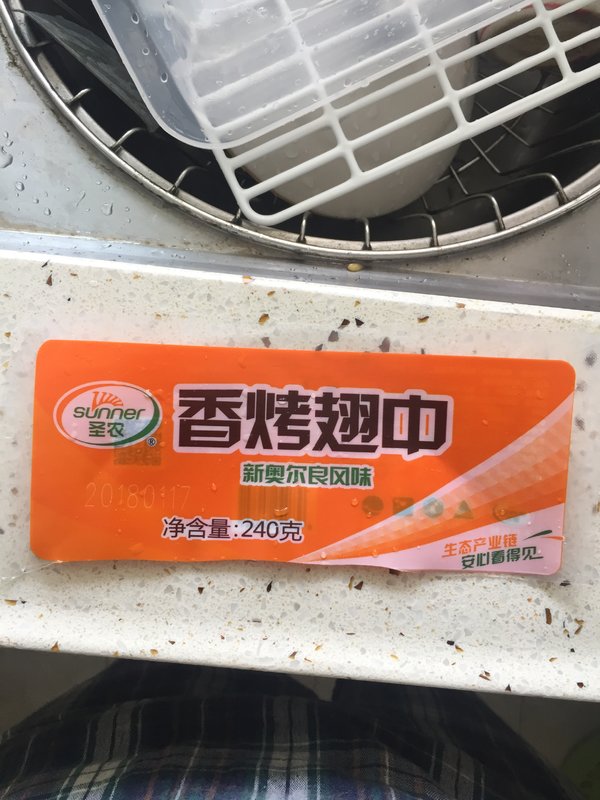 sunner
圣农
®
香烤翅中
新奥尔良风味
20180117
净含量:240克
生态产业链
安心看得见